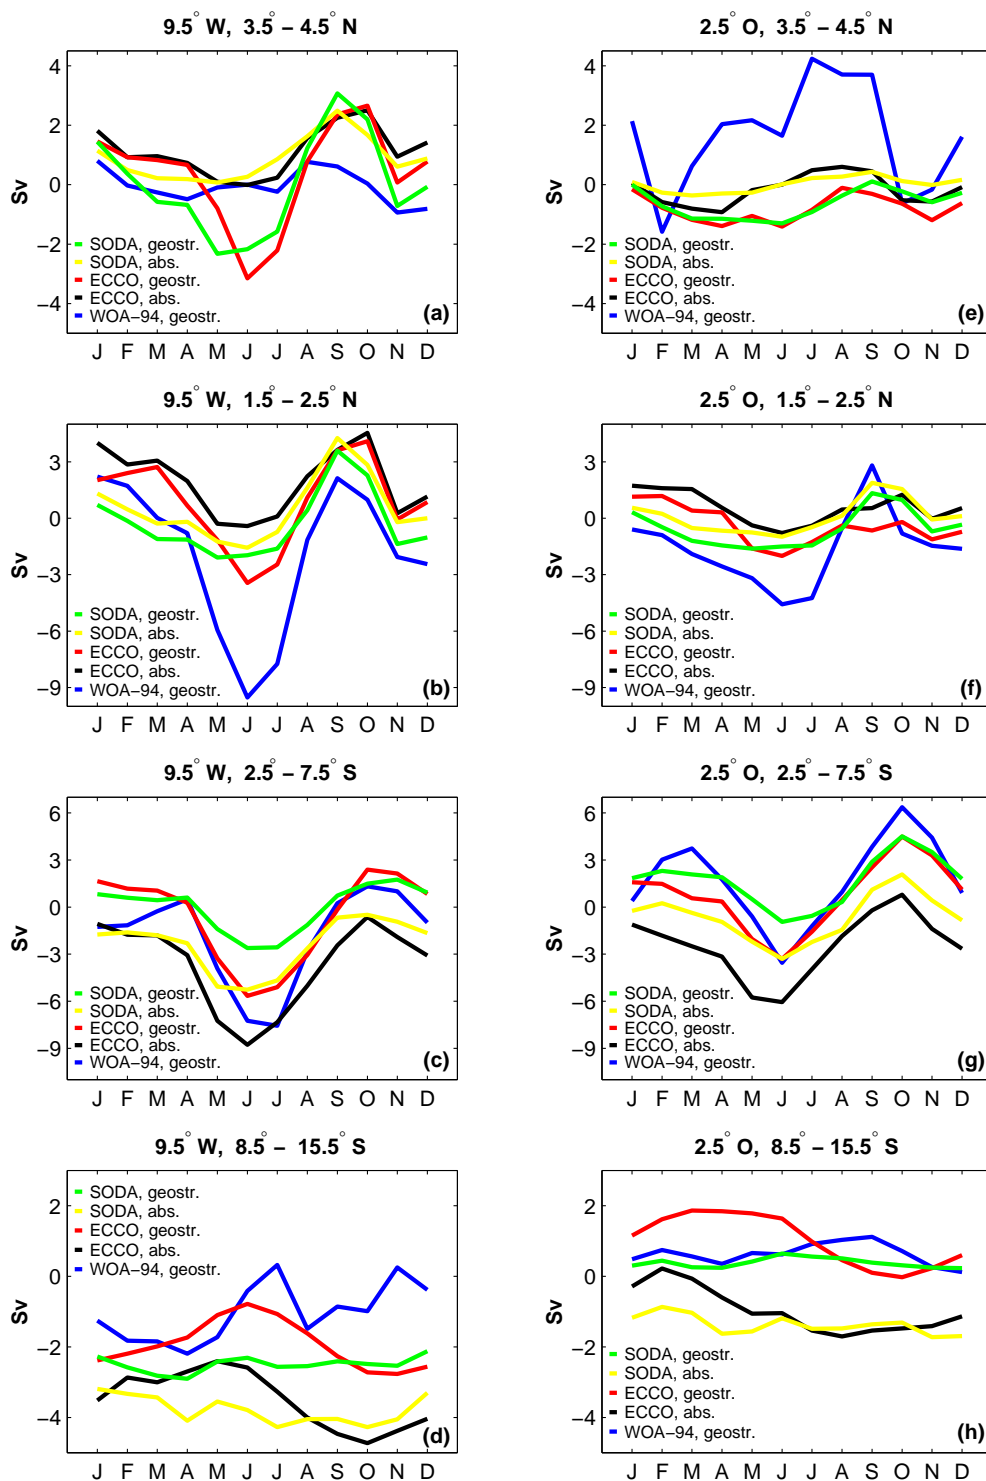 9.5° W, 3.5° – 4.5° N
Sv
4
2
0
−2
−4
SODA, geostr.
SODA, abs.
ECCO, geostr.
ECCO, abs.
WOA−94, geostr.
(a)
J F M A M J J A S O N D
2.5° O, 3.5° – 4.5° N
Sv
4
2
0
−2
−4
SODA, geostr.
SODA, abs.
ECCO, geostr.
ECCO, abs.
WOA−94, geostr.
(e)
J F M A M J J A S O N D
9.5° W, 1.5° – 2.5° N
Sv
3
0
−3
−6
−9
SODA, geostr.
SODA, abs.
ECCO, geostr.
ECCO, abs.
WOA−94, geostr.
(b)
J F M A M J J A S O N D
2.5° O, 1.5° – 2.5° N
Sv
3
0
−3
−6
−9
SODA, geostr.
SODA, abs.
ECCO, geostr.
ECCO, abs.
WOA−94, geostr.
(f)
J F M A M J J A S O N D
9.5° W, 2.5° – 7.5° S
Sv
6
3
0
−3
−6
−9
SODA, geostr.
SODA, abs.
ECCO, geostr.
ECCO, abs.
WOA−94, geostr.
(c)
J F M A M J J A S O N D
2.5° O, 2.5° – 7.5° S
Sv
6
3
0
−3
−6
−9
SODA, geostr.
SODA, abs.
ECCO, geostr.
ECCO, abs.
WOA−94, geostr.
(g)
J F M A M J J A S O N D
9.5° W, 8.5° – 15.5° S
Sv
2
0
−2
−4
SODA, geostr.
SODA, abs.
ECCO, geostr.
ECCO, abs.
WOA−94, geostr.
(d)
J F M A M J J A S O N D
2.5° O, 8.5° – 15.5° S
Sv
2
0
−2
−4
SODA, geostr.
SODA, abs.
ECCO, geostr.
ECCO, abs.
WOA−94, geostr.
(h)
J F M A M J J A S O N D